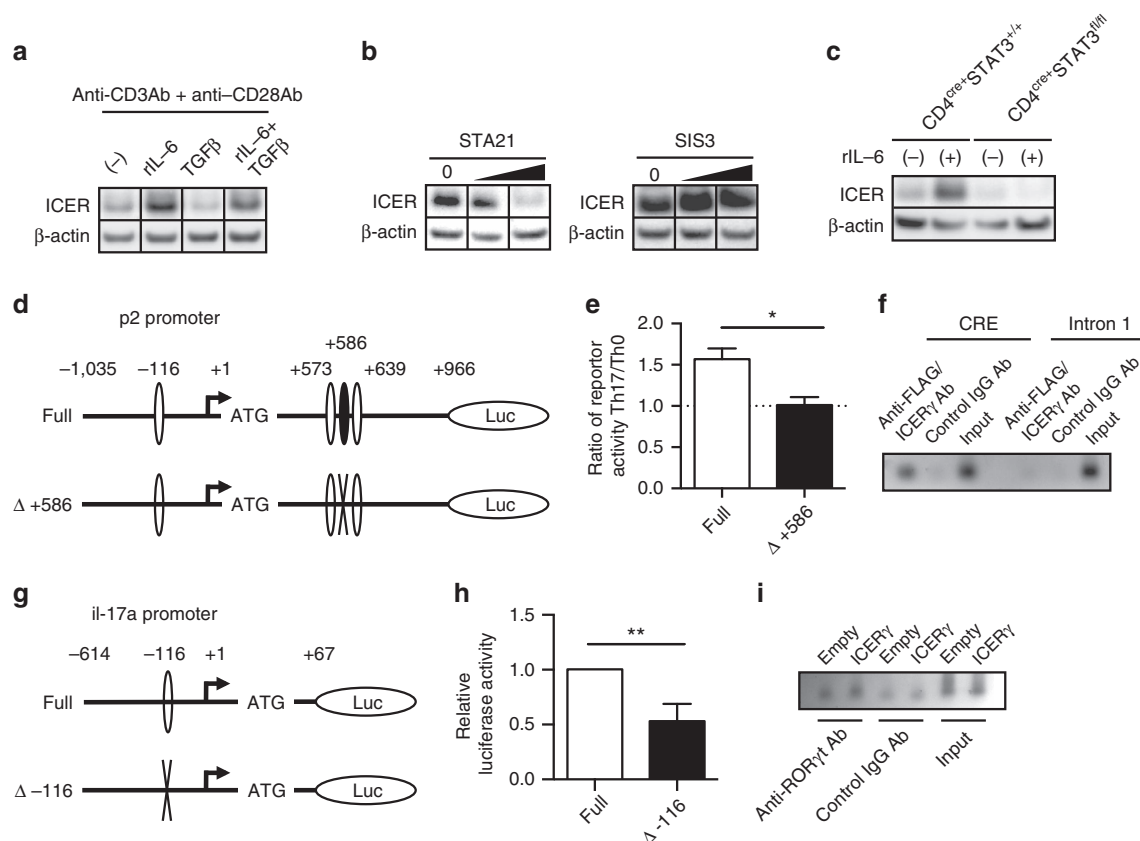 a
Anti-CD3Ab + anti–CD28Ab
(–)
rIL–6
TGFβ
rIL–6+
TGFβ
ICER
β-actin
b
STA21
0
ICER
β-actin
SIS3
0
ICER
β-actin
c
CD4cre+STAT3+/+
CD4cre+STAT3fl/fl
rIL–6 (–) (+) (–) (+)
ICER
β-actin
d
p2 promoter
+586
–1,035 –116 +1 +573 +639 +966
Full ATG Luc
Δ +586 ATG Luc
e
Ratio of reportor
activity Th17/Th0
2.0
1.5
1.0
0.5
0.0
*
Full
Δ +586
f
CRE Intron 1
Anti-FLAG/
ICERγ Ab
Control IgG Ab
Input
Anti-FLAG/
ICERγ Ab
Control IgG Ab
Input
g
il-17a promoter
–614 –116 +1 +67
Full ATG Luc
Δ –116 ATG Luc
h
Relative
luciferase activity
1.5
1.0
0.5
0.0
**
Full
Δ -116
i
Empty
ICERγ
Empty
ICERγ
Empty
ICERγ
Anti-RORγt Ab
Control IgG Ab
Input